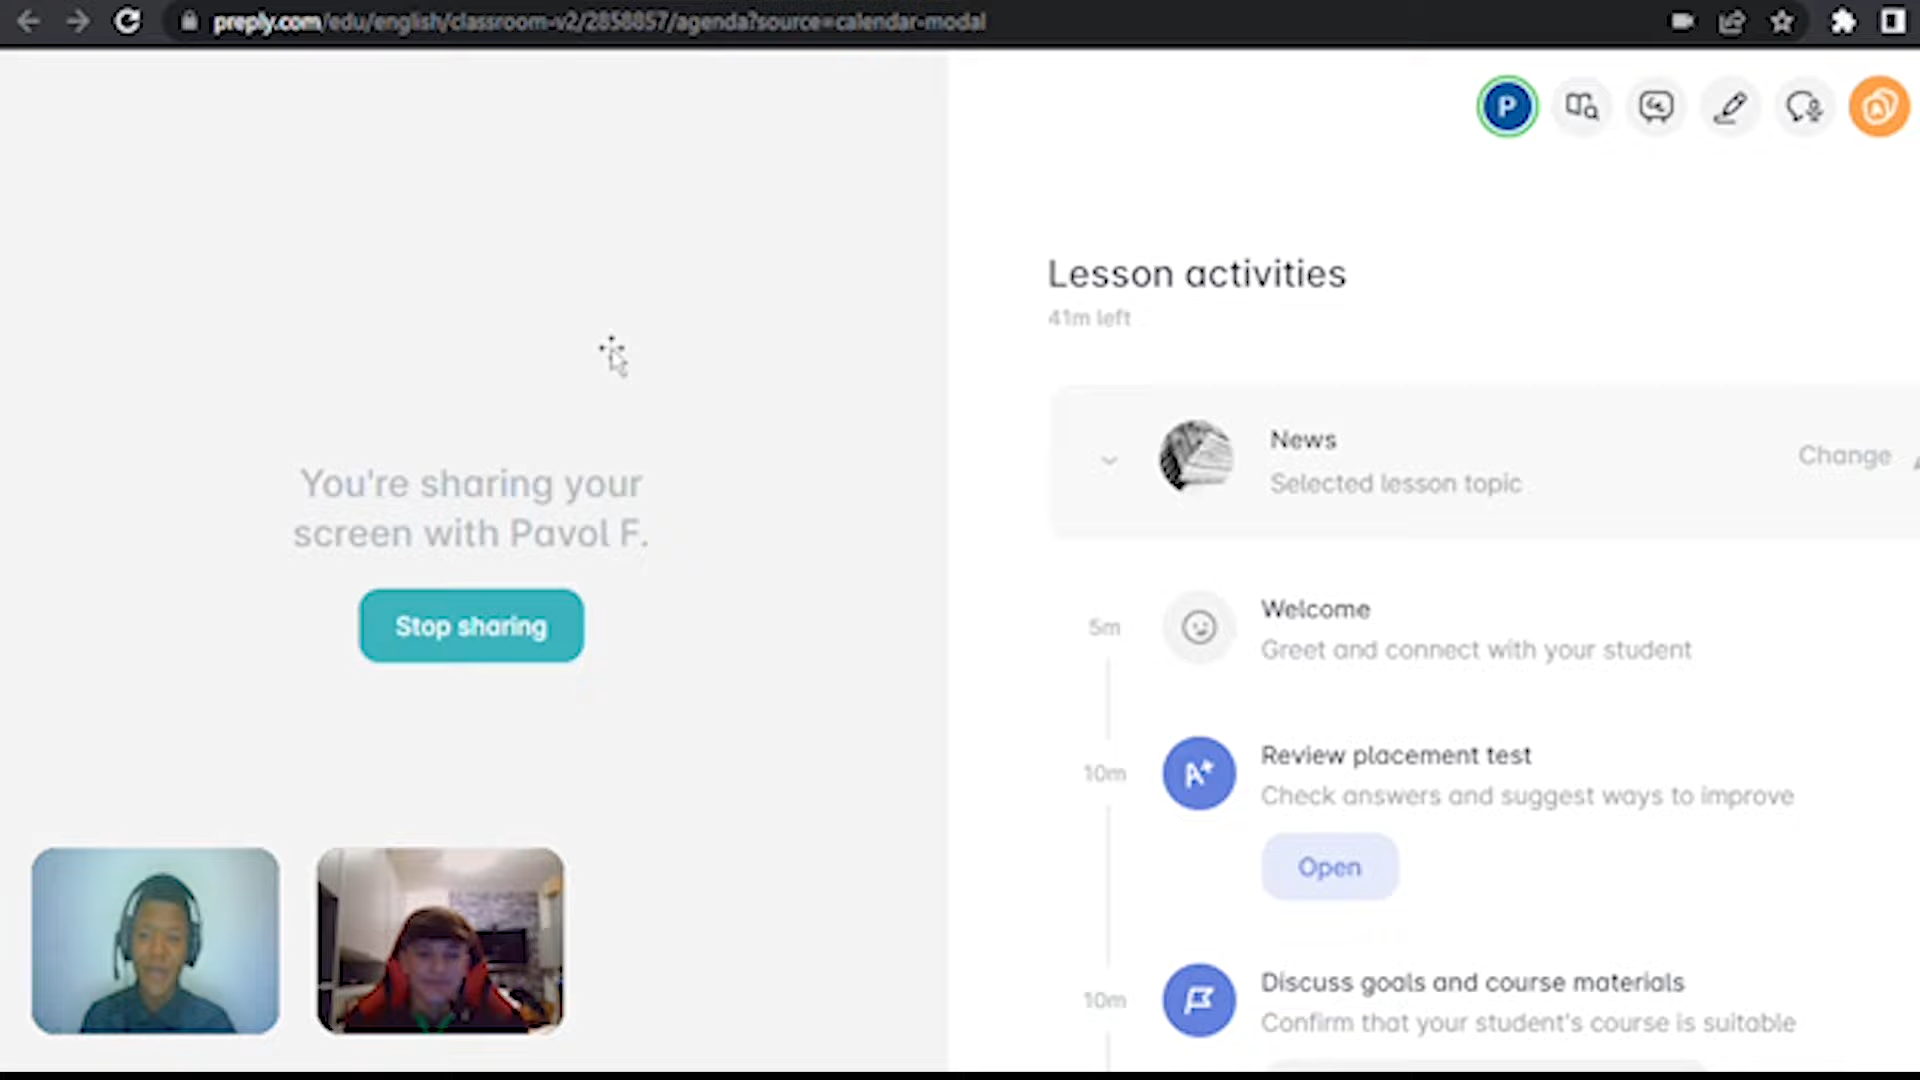 preply.com/edu/english/classroom-v2/2858857/agenda?source=calendar-modal
P
Lesson activities
41m left
News
Selected lesson topic
Change
You're sharing your
screen with Pavol F.
Stop sharing
5m
Welcome
Greet and connect with your student
10m
A+
Review placement test
Check answers and suggest ways to improve
Open
10m
Discuss goals and course materials
Confirm that your student's course is suitable